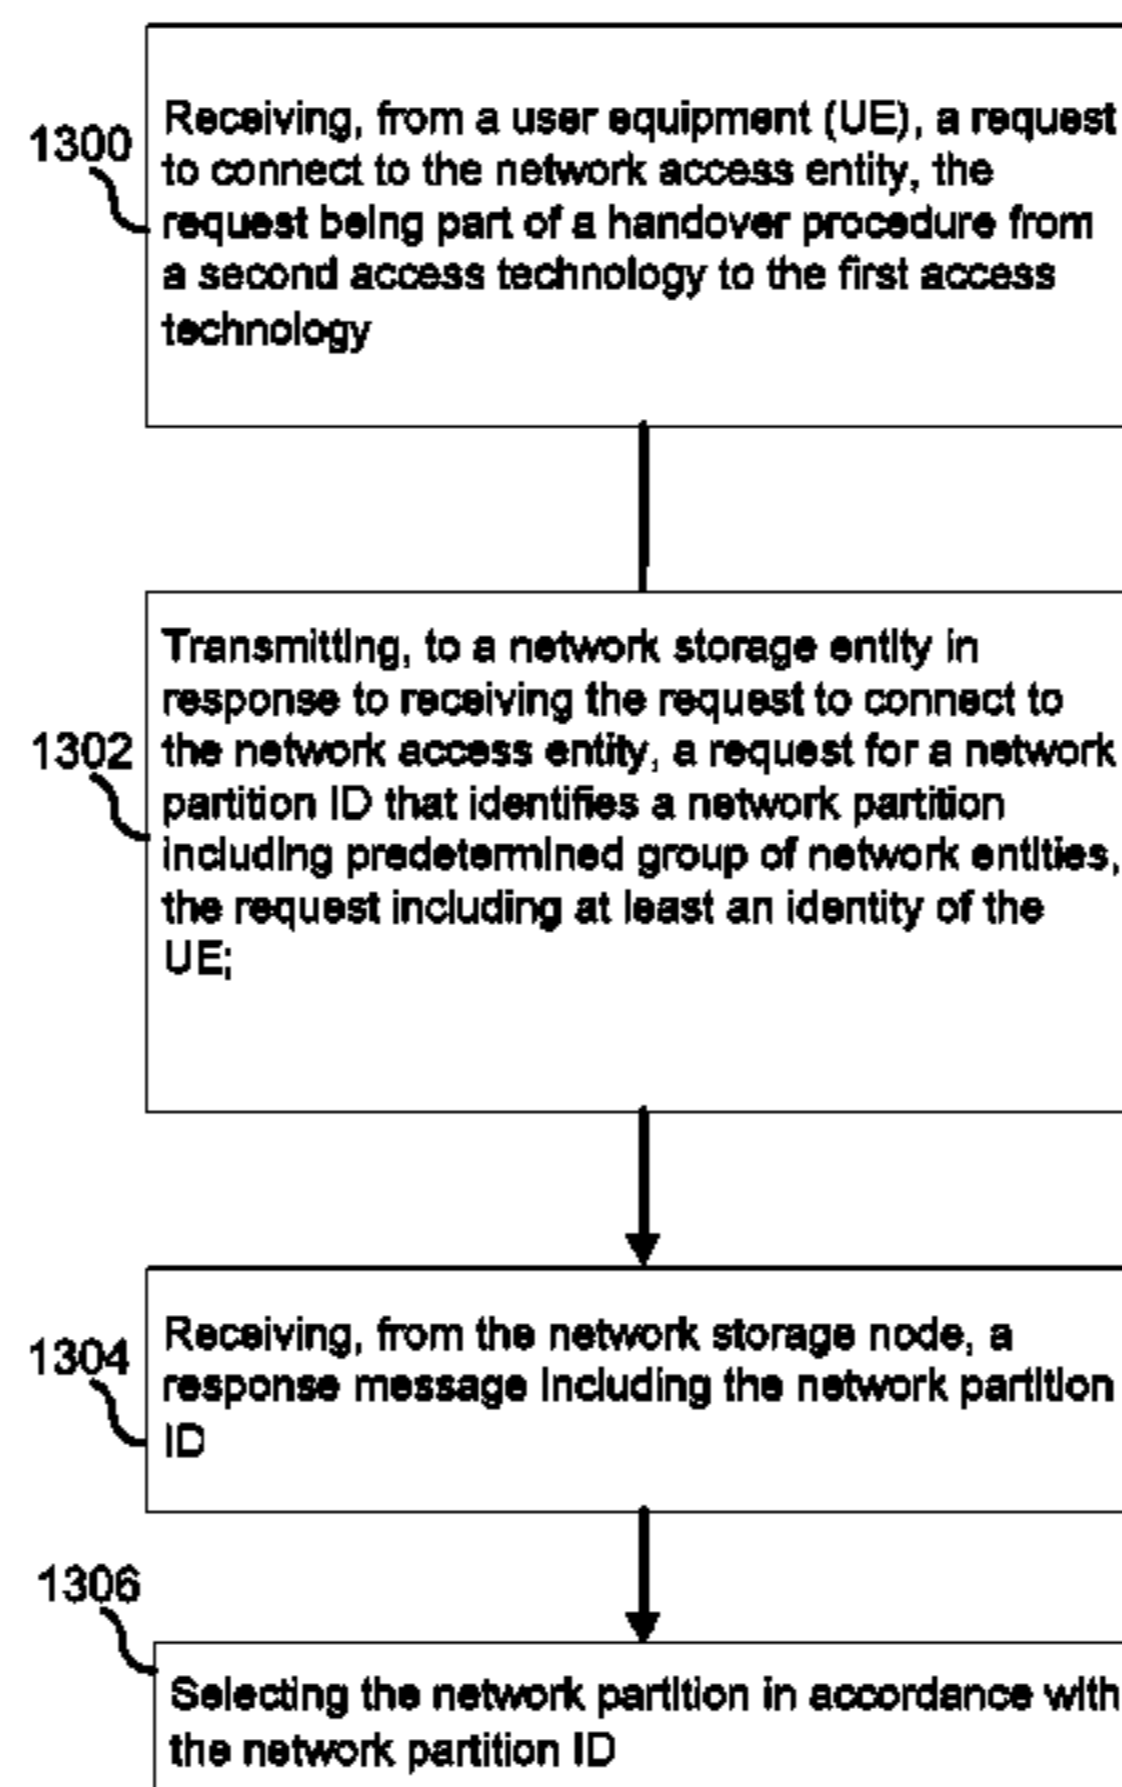 1300
Receiving, from a user equipment (UE), a request
to connect to the network access entity, the
request being part of a handover procedure from
a second access technology to the first access
technology
1302
Transmitting, to a network storage entity in
response to receiving the request to connect to
the network access entity, a request for a network
partition ID that identifies a network partition
including predetermined group of network entities,
the request including at least an identity of the
UE;
1304
Receiving, from the network storage node, a
response message including the network partition
ID
1306
Selecting the network partition in accordance with
the network partition ID